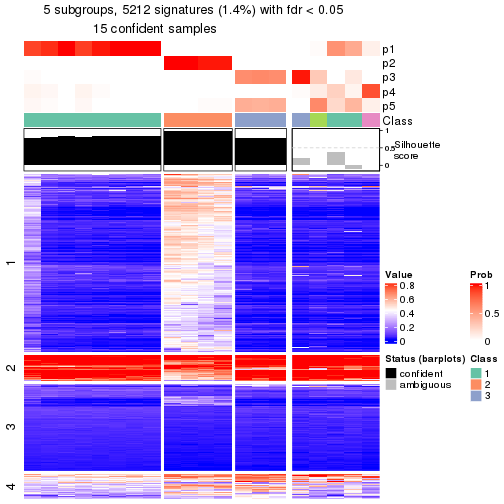 5 subgroups, 5212 signatures (1.4%) with fdr < 0.05
15 confident samples
p1
p2
p3
p4
p5
Class
1
0.5
0
Silhouette
score
1
2
3
4
Value
0.8
0.6
0.4
0.2
0
Prob
1
0.5
0
Status (barplots)
confident
ambiguous
Class
1
2
3